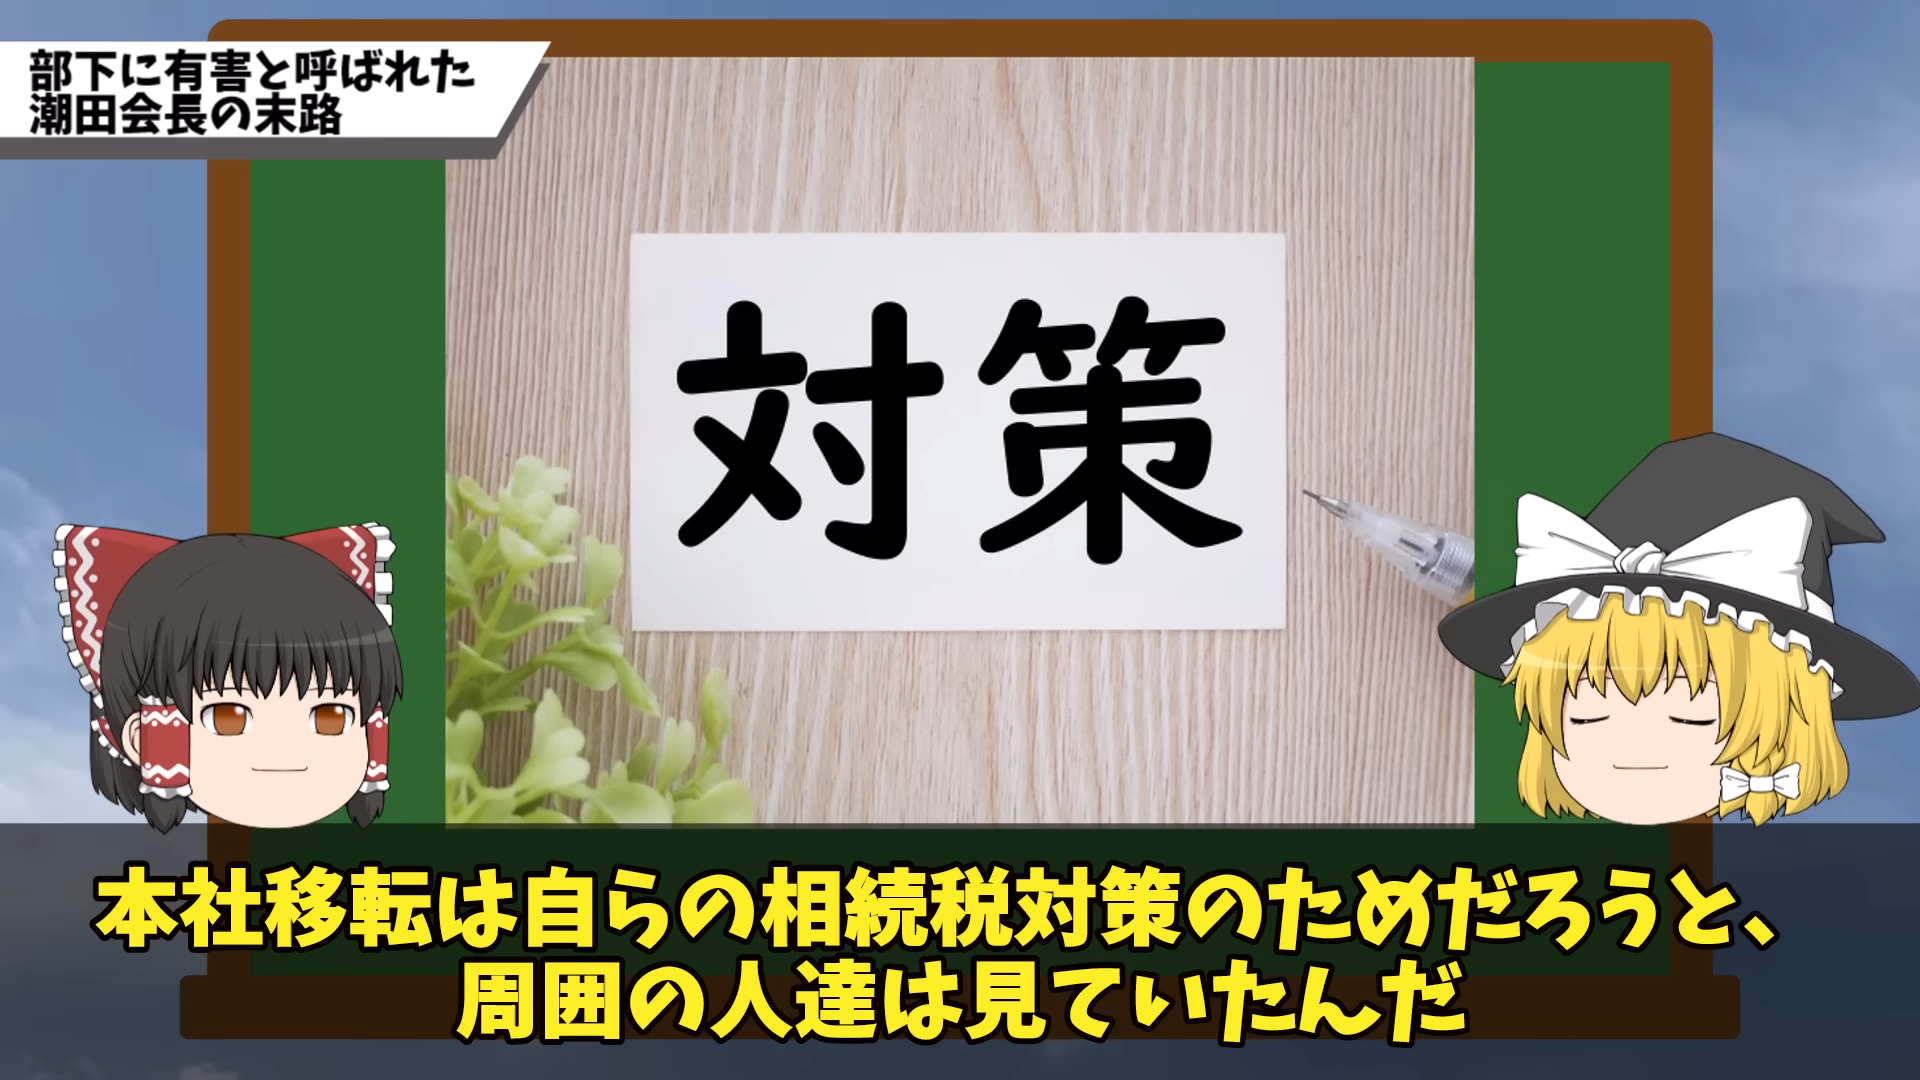 部下に有害と呼ばれた
潮田会長の末路
対策
本社移転は自らの相続税対策のためだろうと、
周囲の人達は見ていたんだ